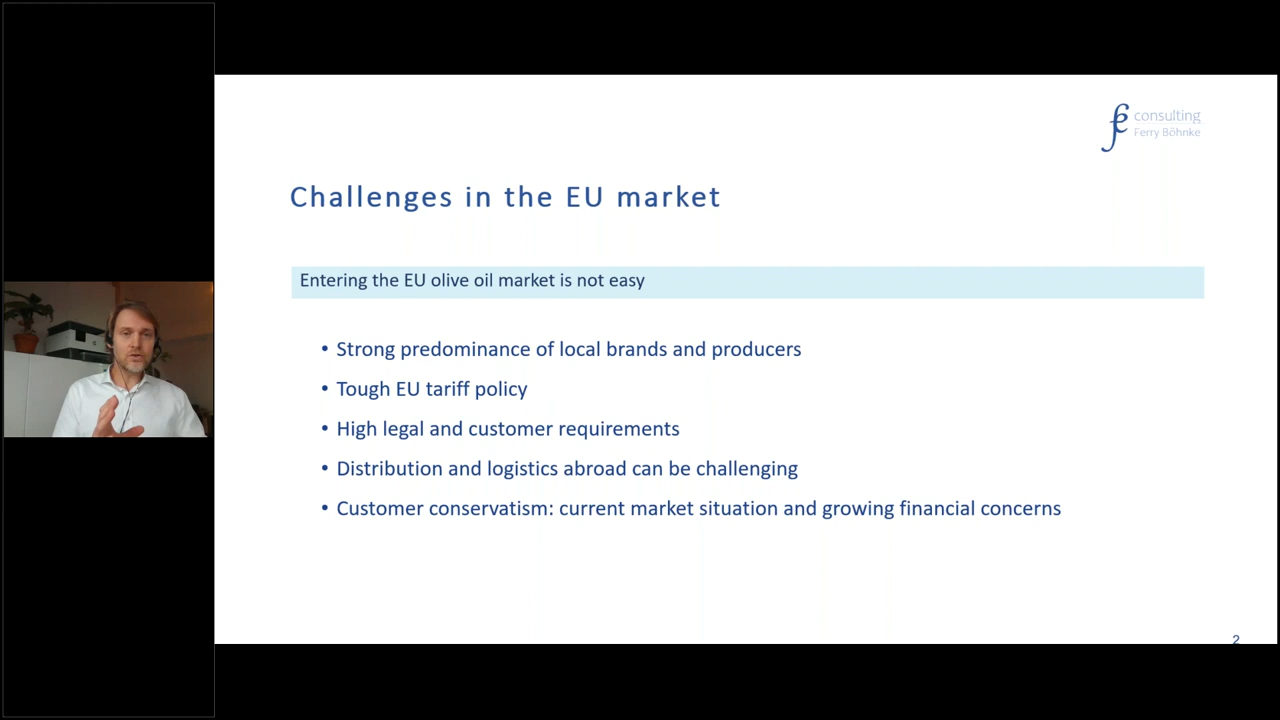 consulting
Ferry Böhnke
Challenges in the EU market
Entering the EU olive oil market is not easy
• Strong predominance of local brands and producers
• Tough EU tariff policy
• High legal and customer requirements
• Distribution and logistics abroad can be challenging
• Customer conservatism: current market situation and growing financial concerns
2